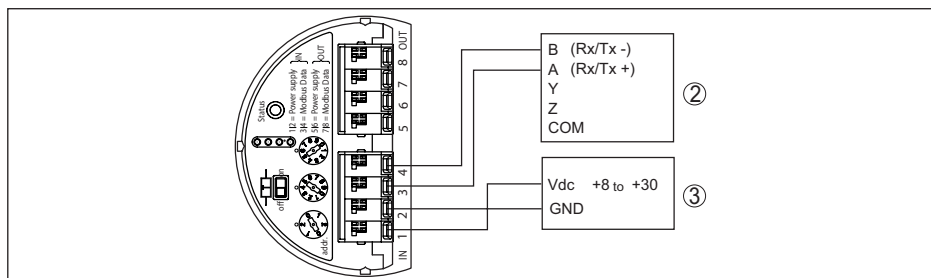 Status
1|2 = Power supply
3|4 = Modbus Data
IN
5|6 = Power supply
7|8 = Modbus Data
OUT
on
off
addr.
OUT
8
7
6
5
4
3
2
1
IN
B (Rx/Tx -)
A (Rx/Tx +)
Y
Z
COM
②
Vdc +8 to +30
GND
③